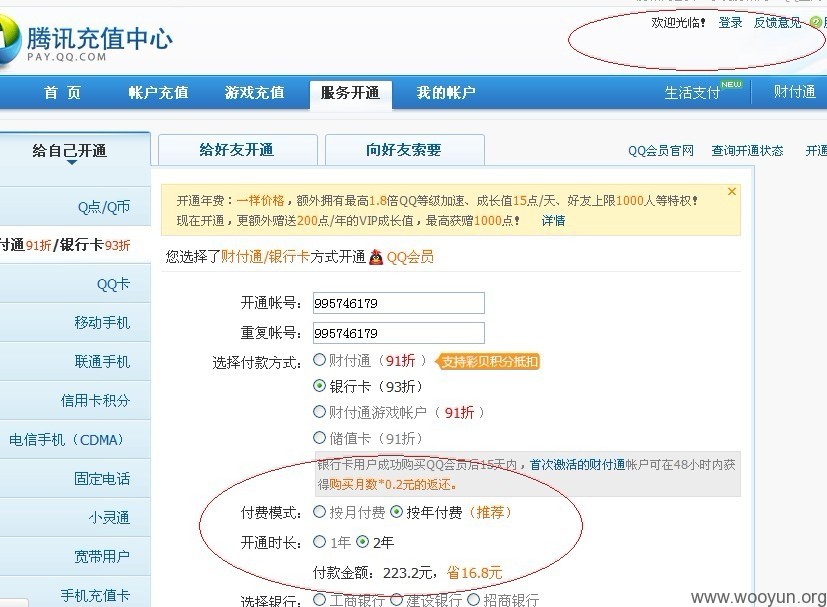 欢迎光临！ 登录 反馈意见
腾讯充值中心
PAY.QQ.COM
首 页 帐户充值 游戏充值 服务开通 我的帐户 生活支付 NEW 财付通
给自己开通 给好友开通 向好友索要 QQ会员官网 查询开通状态 开通
Q点/Q币
付通91折/银行卡93折
QQ卡
移动手机
联通手机
信用卡积分
电信手机（CDMA）
固定电话
小灵通
宽带用户
手机充值卡
开通年费：一样价格，额外拥有最高1.8倍QQ等级加速、成长值15点/天、好友上限1000人等特权！
现在开通，更额外赠送200点/年的VIP成长值，最高获赠1000点！ 详情
您选择了财付通/银行卡方式开通 QQ会员
开通帐号： 995746179
重复帐号： 995746179
选择付款方式： 财付通（91折 ） 支持彩贝积分抵扣
银行卡（93折）
财付通游戏帐户（ 91折 ）
储值卡（91折）
银行卡用户成功购买QQ会员后15天内，首次激活的财付通帐户可在48小时内获
得购买月数*0.2元的返还。
付费模式： 按月付费 按年付费（推荐）
开通时长： 1年 2年
付款金额：223.2元，省16.8元
选择银行： 工商银行 建设银行 招商银行
www.wooyun.org